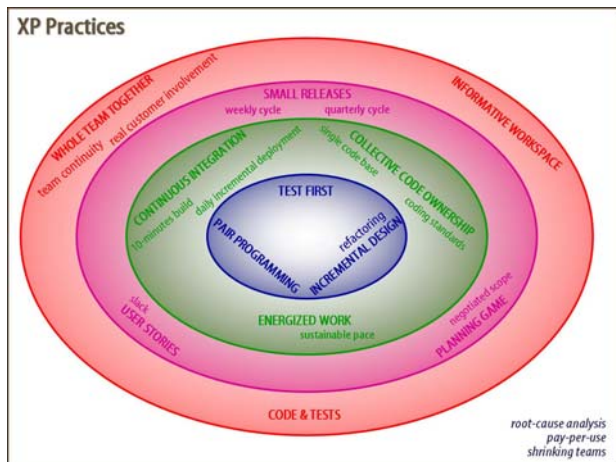 XP Practices
WHOLE TEAM TOGETHER
team continuity
real customer involvement
INFORMATIVE WORKSPACE
SMALL RELEASES
weekly cycle
quarterly cycle
CONTINUOUS INTEGRATION
10-minutes build
daily incremental deployment
COLLECTIVE CODE OWNERSHIP
single code base
coding standards
TEST FIRST
PAIR PROGRAMMING
refactoring
INCREMENTAL DESIGN
ENERGIZED WORK
sustainable pace
slack
USER STORIES
negotiated scope
PLANNING GAME
CODE & TESTS
root-cause analysis
pay-per-use
shrinking teams